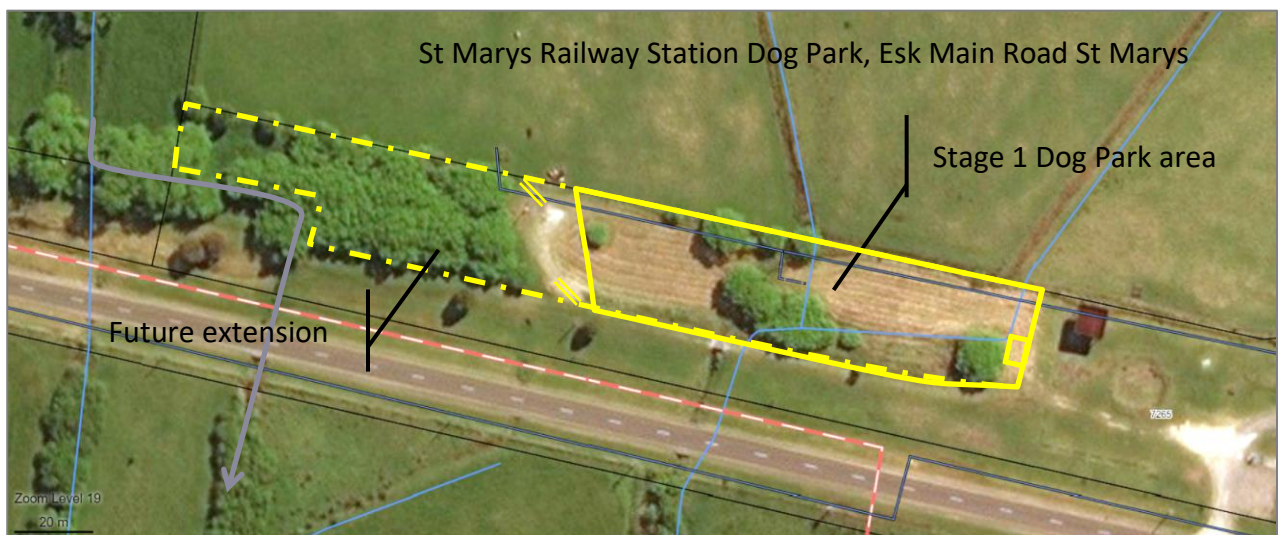 St Marys Railway Station Dog Park, Esk Main Road St Marys
Stage 1 Dog Park area
Future extension
7265
Zoom Level 19
20 m